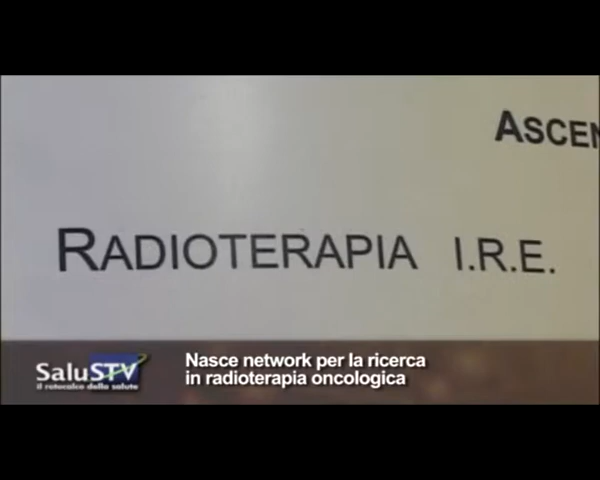 ASCEN
RADIOTERAPIA I.R.E.
Nasce network per la ricerca
in radioterapia oncologica
SaluSTV
il rotocalco della salute